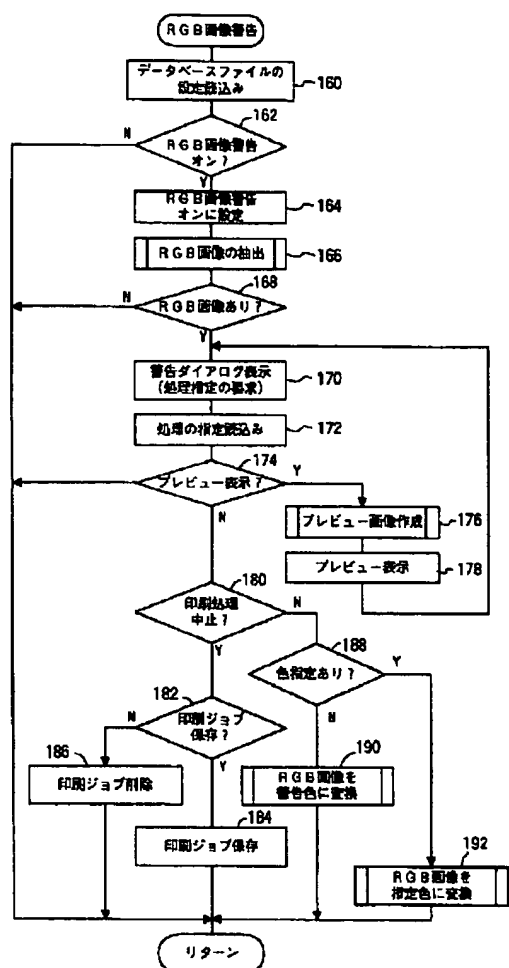 RGB画像警告
データベースファイルの
設定読込み
160
162
N
RGB画像警告
オン?
Y
RGB画像警告
オンに設定
164
RGB画像の抽出
166
168
N
RGB画像あり?
Y
警告ダイアログ表示
(処理指定の要求)
170
処理の指定読込み
172
174
プレビュー表示?
Y
N
プレビュー画像作成
176
プレビュー表示
178
180
印刷処理
中止?
N
Y
188
色指定あり?
Y
N
182
N
印刷ジョブ
保存?
Y
186
印刷ジョブ削除
190
RGB画像を
警告色に変換
184
印刷ジョブ保存
192
RGB画像を
指定色に変換
リターン